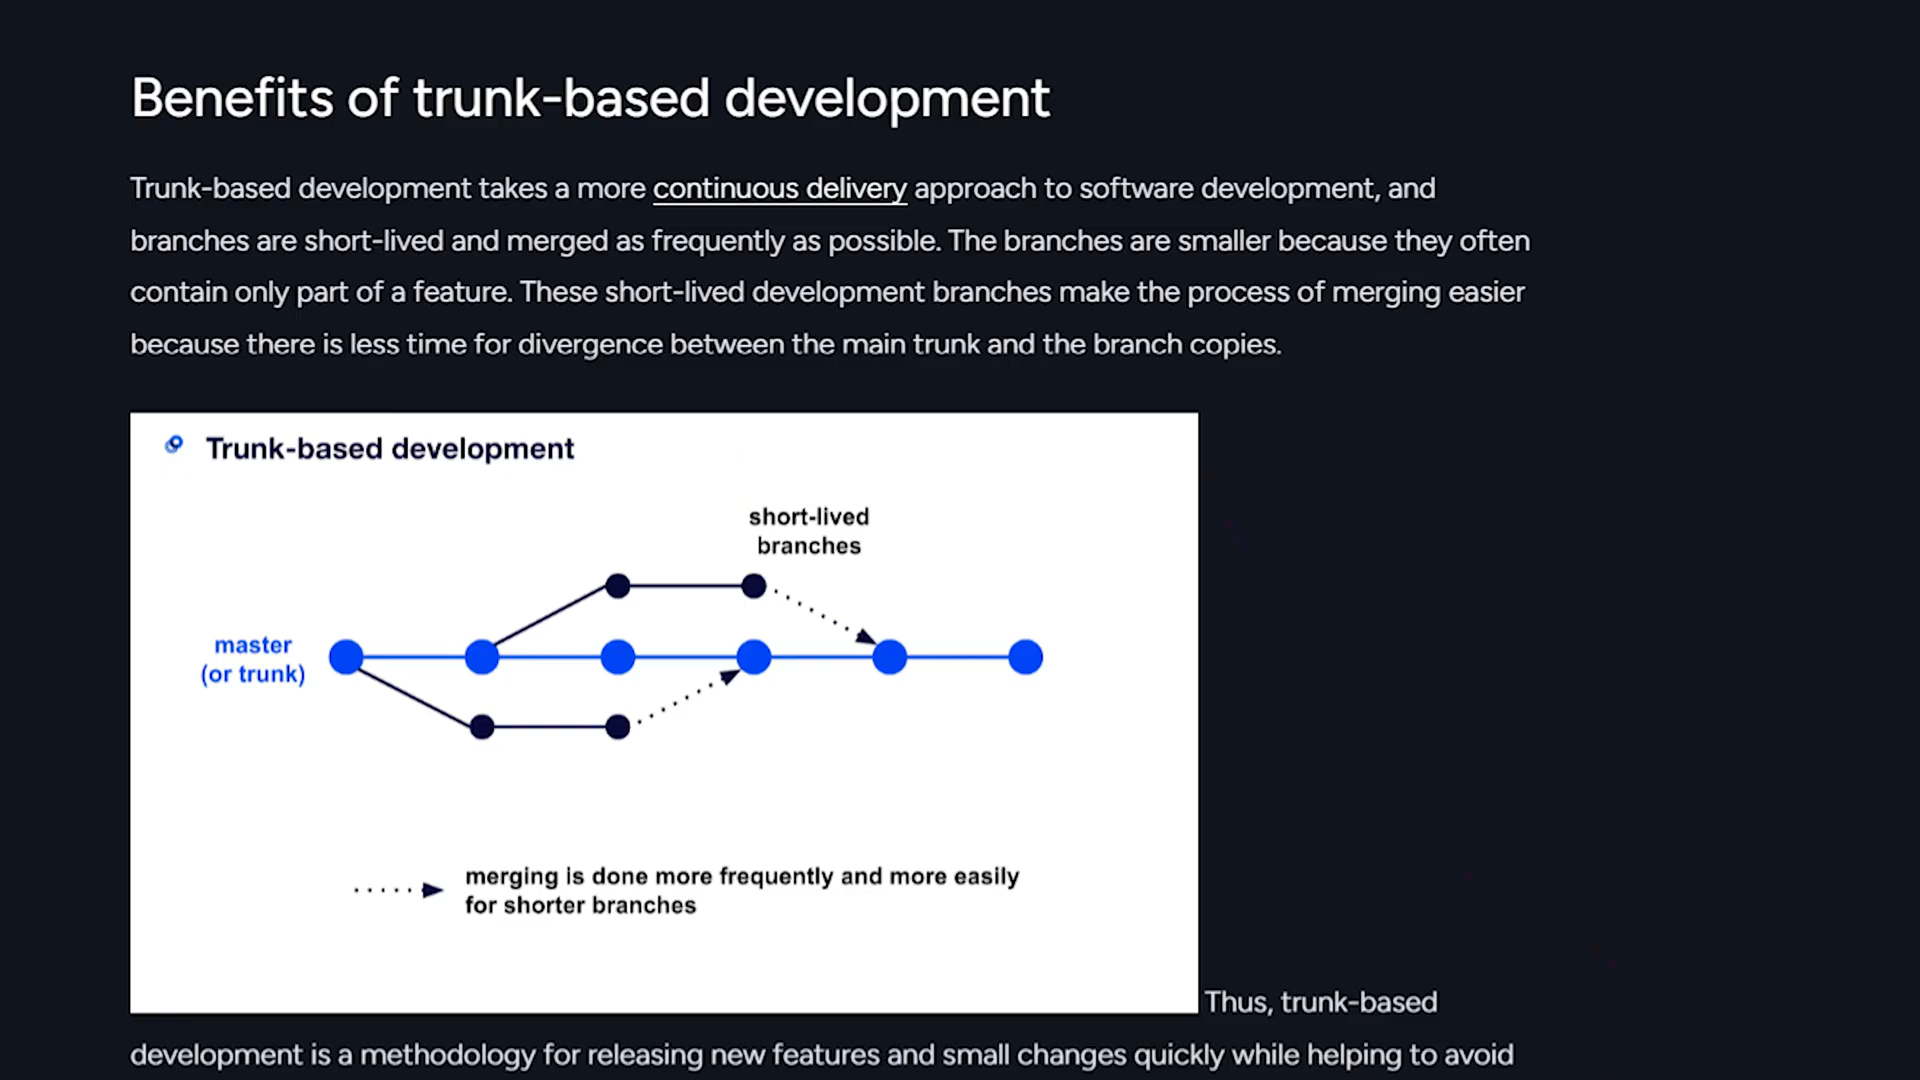 Benefits of trunk-based development
Trunk-based development takes a more continuous delivery approach to software development, and
branches are short-lived and merged as frequently as possible. The branches are smaller because they often
contain only part of a feature. These short-lived development branches make the process of merging easier
because there is less time for divergence between the main trunk and the branch copies.
Trunk-based development
short-lived
branches
master
(or trunk)
merging is done more frequently and more easily
for shorter branches
Thus, trunk-based
development is a methodology for releasing new features and small changes quickly while helping to avoid